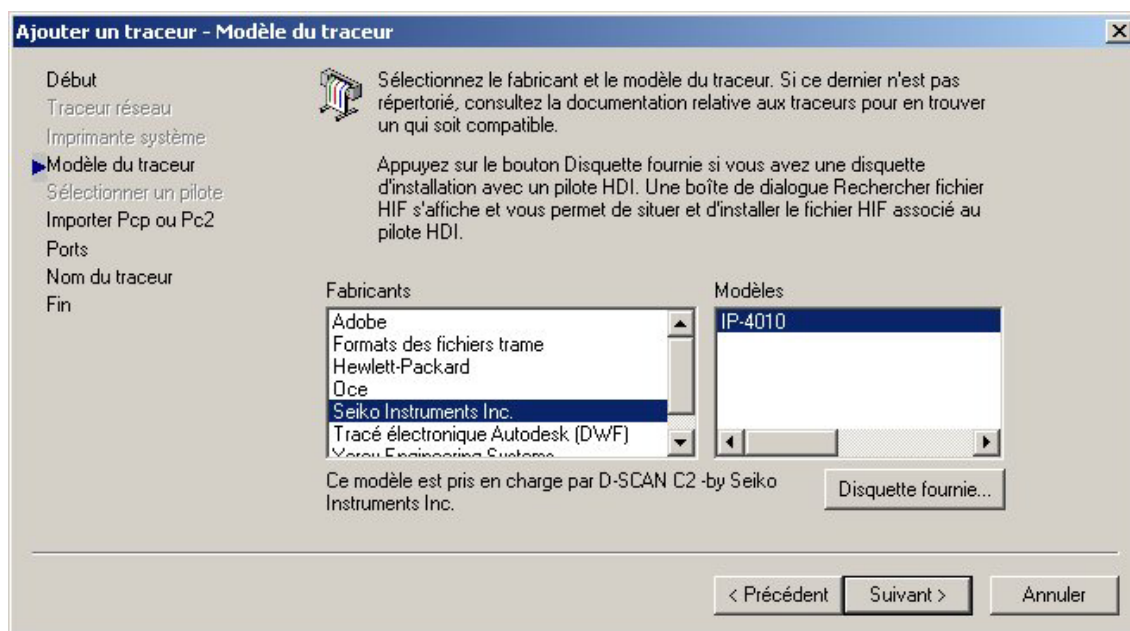 Ajouter un traceur - Modèle du traceur
Début
Traceur réseau
Imprimante système
Modèle du traceur
Sélectionner un pilote
Importer Pcp ou Pc2
Ports
Nom du traceur
Fin
Sélectionnez le fabricant et le modèle du traceur. Si ce dernier n'est pas
répertorié, consultez la documentation relative aux traceurs pour en trouver
un qui soit compatible.
Appuyez sur le bouton Disquette fournie si vous avez une disquette
d'installation avec un pilote HDI. Une boîte de dialogue Rechercher fichier
HIF s'affiche et vous permet de situer et d'installer le fichier HIF associé au
pilote HDI.
Fabricants
Adobe
Formats des fichiers trame
Hewlett-Packard
Oce
Seiko Instruments Inc.
Tracé électronique Autodesk (DWF)
Modèles
IP-4010
Ce modèle est pris en charge par D-SCAN C2 -by Seiko
Instruments Inc.
Disquette fournie...
< Précédent
Suivant >
Annuler